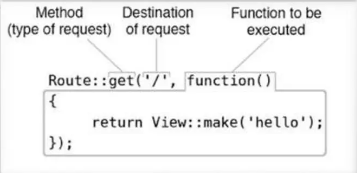 Method
(type of request)
Destination
of request
Function to be
executed
Route::get('/', function()
{
return View::make('hello');
});